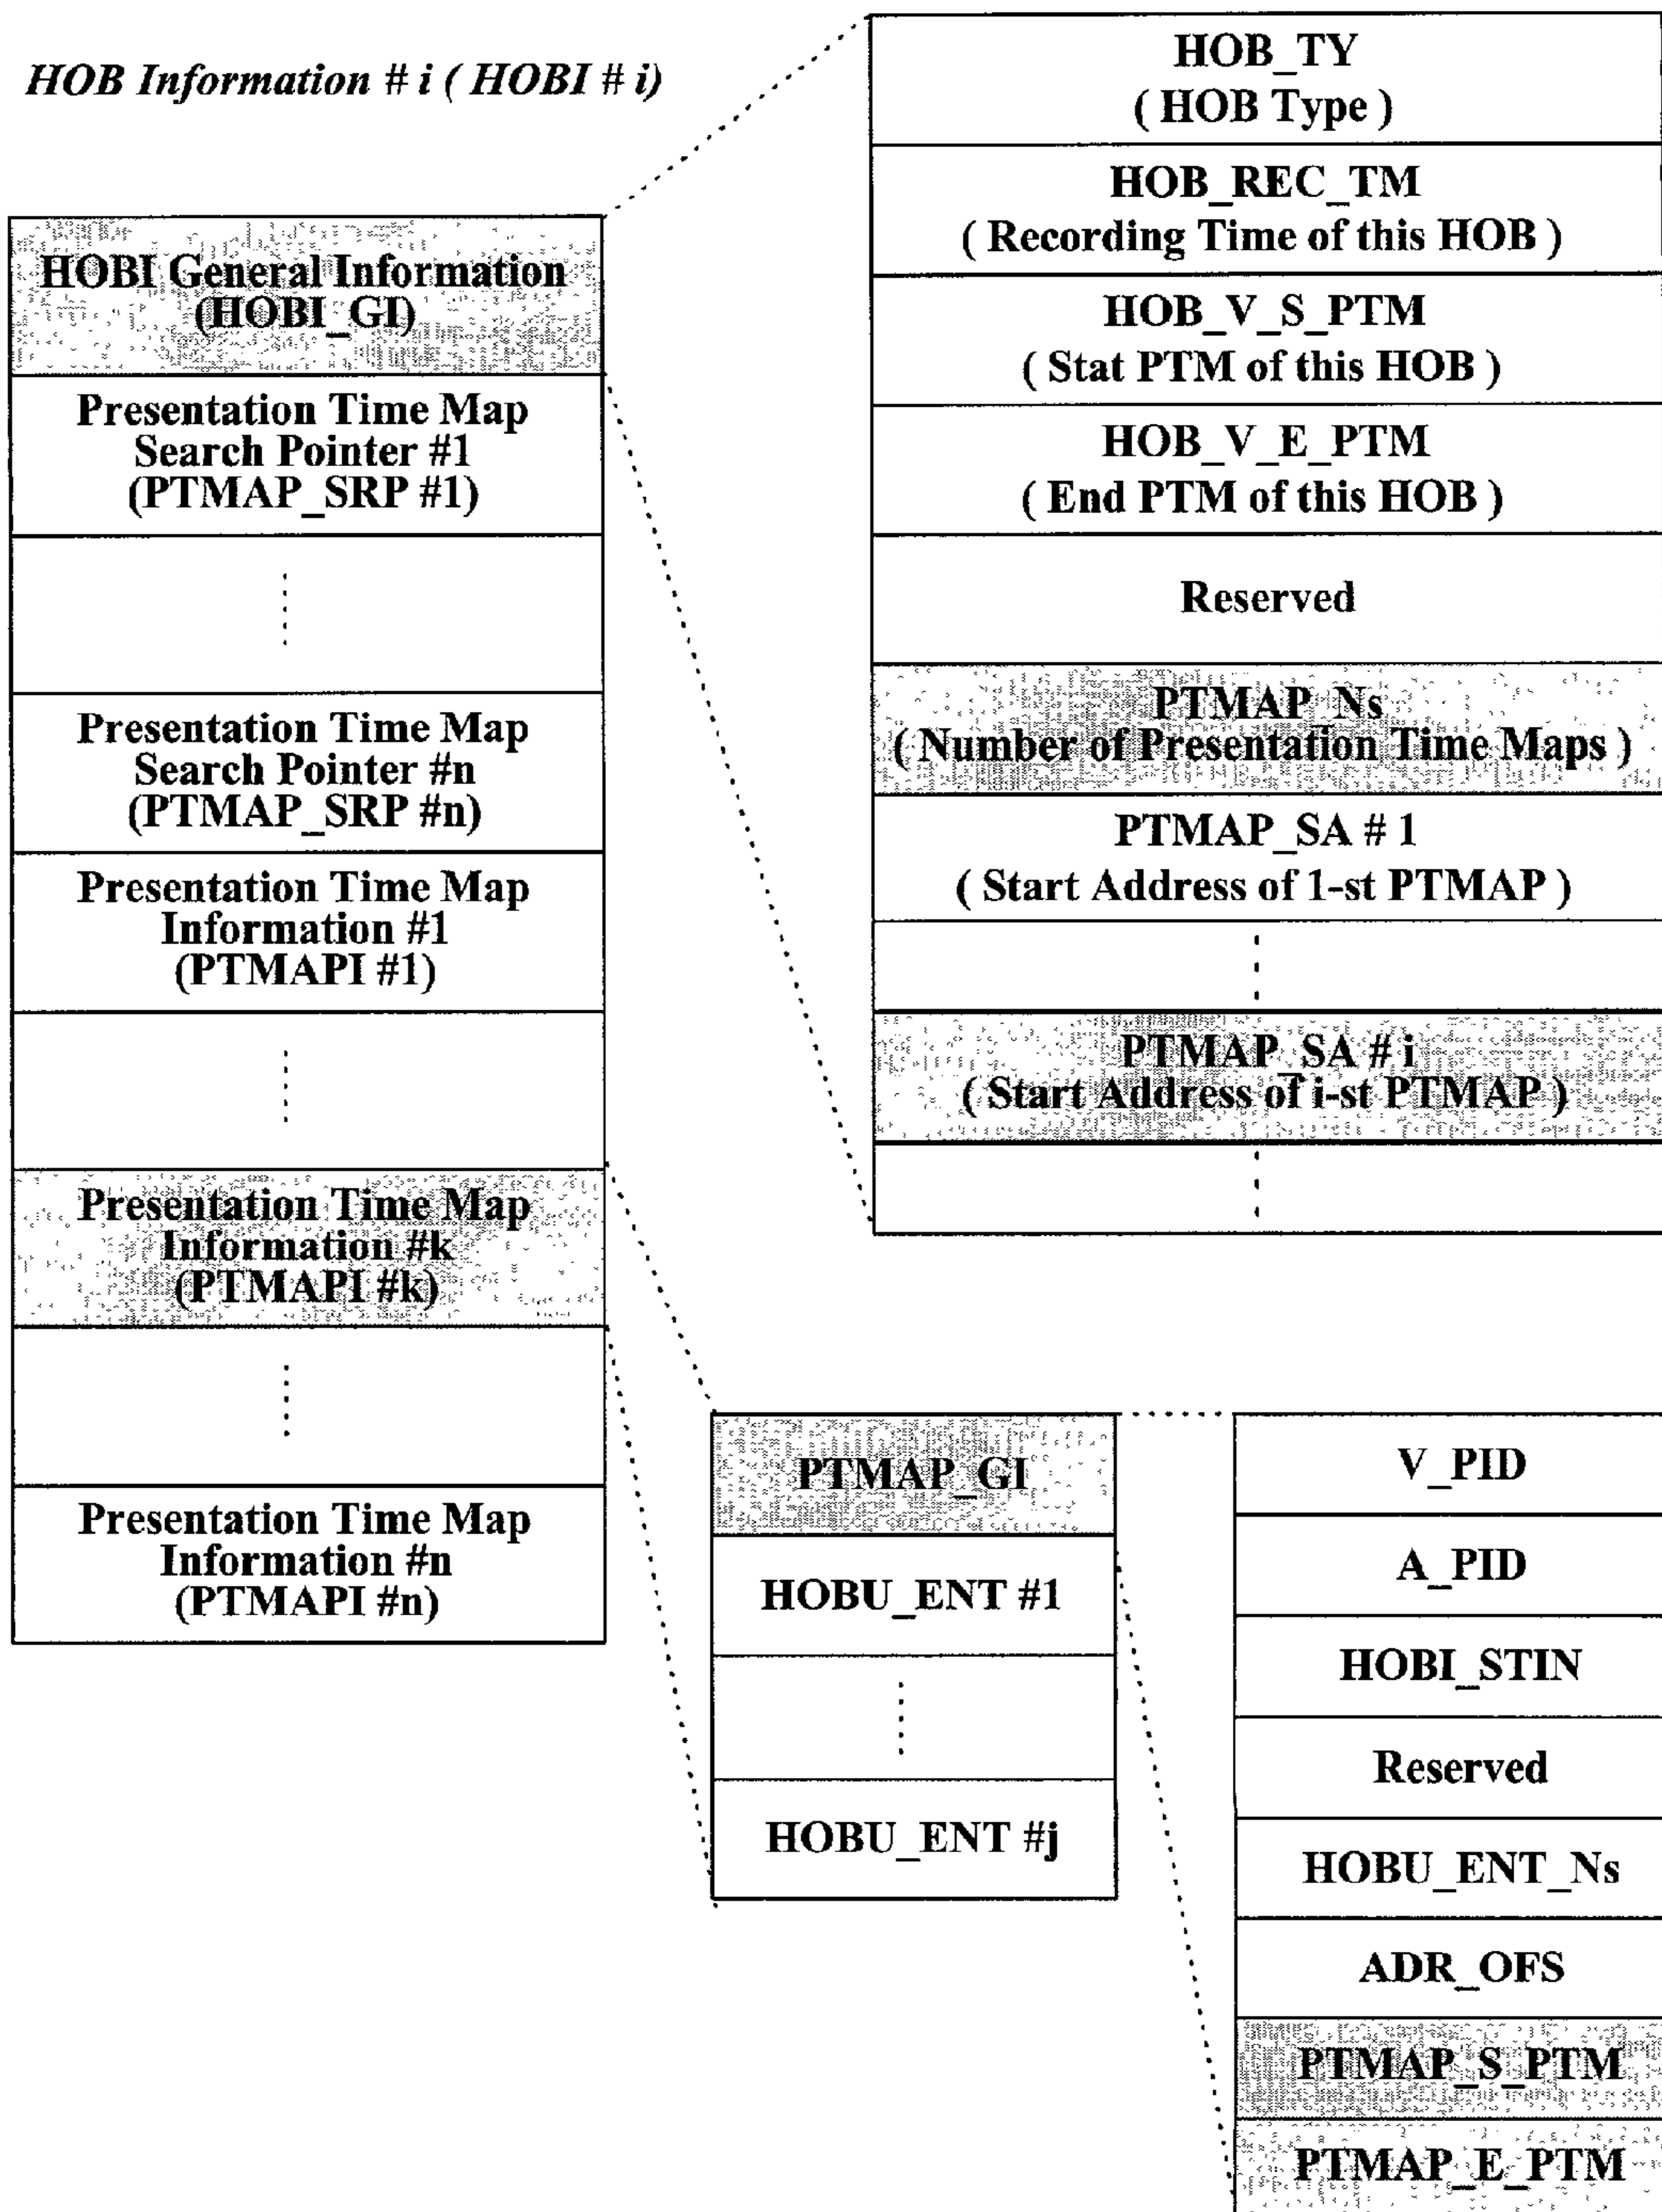 HOB Information # i ( HOBI # i)
HOBI General Information
(HOBI_GI)
Presentation Time Map
Search Pointer #1
(PTMAP_SRP #1)
Presentation Time Map
Search Pointer #n
(PTMAP_SRP #n)
Presentation Time Map
Information #1
(PTMAPI #1)
Presentation Time Map
Information #k
(PTMAPI #k)
Presentation Time Map
Information #n
(PTMAPI #n)
HOB_TY
( HOB Type )
HOB_REC_TM
( Recording Time of this HOB )
HOB_V_S_PTM
( Stat PTM of this HOB )
HOB_V_E_PTM
( End PTM of this HOB )
Reserved
PTMAP_Ns
( Number of Presentation Time Maps )
PTMAP_SA # 1
( Start Address of 1-st PTMAP )
PTMAP_SA # i
( Start Address of i-st PTMAP )
PTMAP_GI
HOBU_ENT #1
HOBU_ENT #j
V_PID
A_PID
HOBI_STIN
Reserved
HOBU_ENT_Ns
ADR_OFS
PTMAP_S_PTM
PTMAP_E_PTM